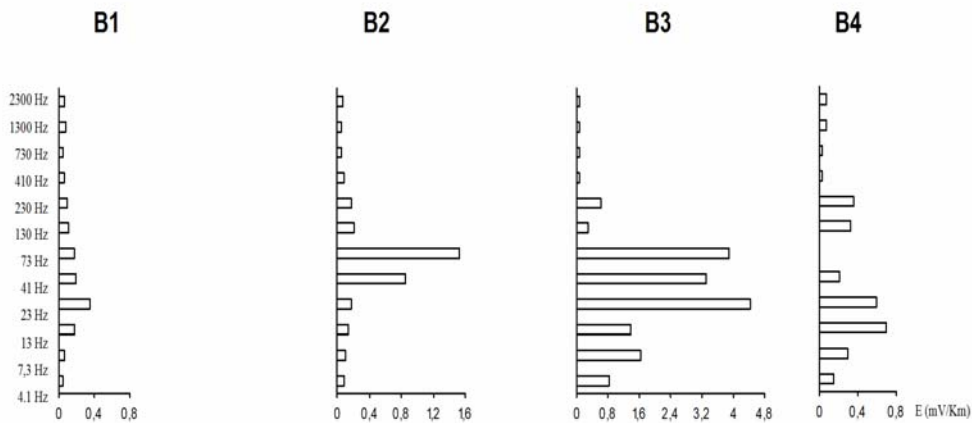 B1 B2 B3 B4
2300 Hz
1300 Hz
730 Hz
410 Hz
230 Hz
130 Hz
73 Hz
41 Hz
23 Hz
13 Hz
7,3 Hz
4.1 Hz
0 0,4 0,8 0 0,4 0,8 1,2 1,6 0 0,8 1,6 2,4 3,2 4 4,8 0 0,4 0,8 E (mV/Km)